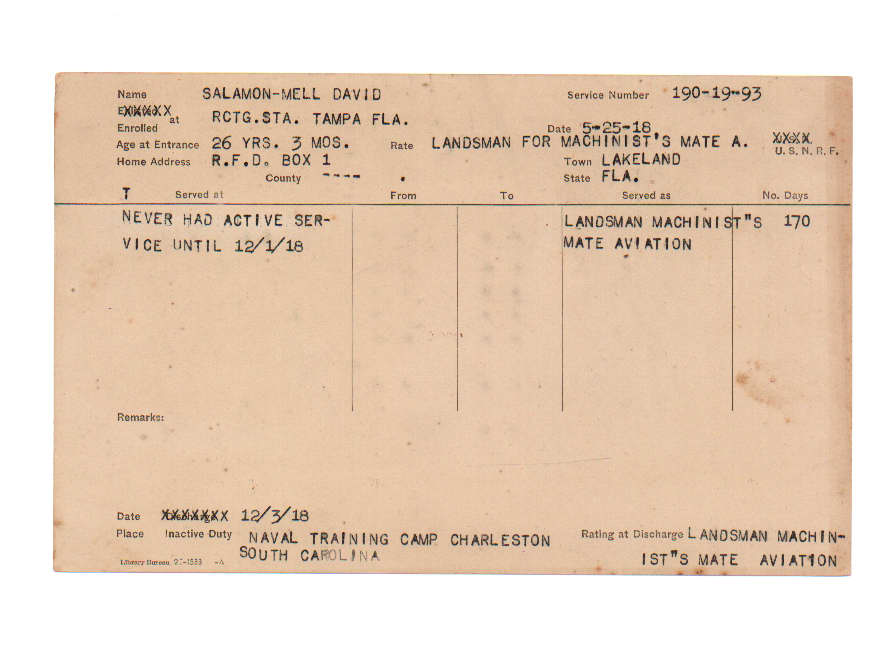 Name SALAMON-MELL DAVID Service Number 190-19-93
Enlisted XXXXX at RCTG.STA. TAMPA FLA.
Enrolled Date 5-25-18
Age at Entrance 26 YRS. 3 MOS. Rate LANDSMAN FOR MACHINIST'S MATE A. XXXX U. S. N. R. F.
Home Address R.F.D. BOX 1 Town LAKELAND
County ---- . State FLA.
T Served at From To Served as No. Days
NEVER HAD ACTIVE SER- LANDSMAN MACHINIST"S 170
VICE UNTIL 12/1/18 MATE AVIATION
Remarks:
Date Discharge XXXXXXX 12/3/18
Place Inactive Duty NAVAL TRAINING CAMP CHARLESTON Rating at Discharge LANDSMAN MACHIN-
SOUTH CAROLINA IST"S MATE AVIATION
Library Bureau -A